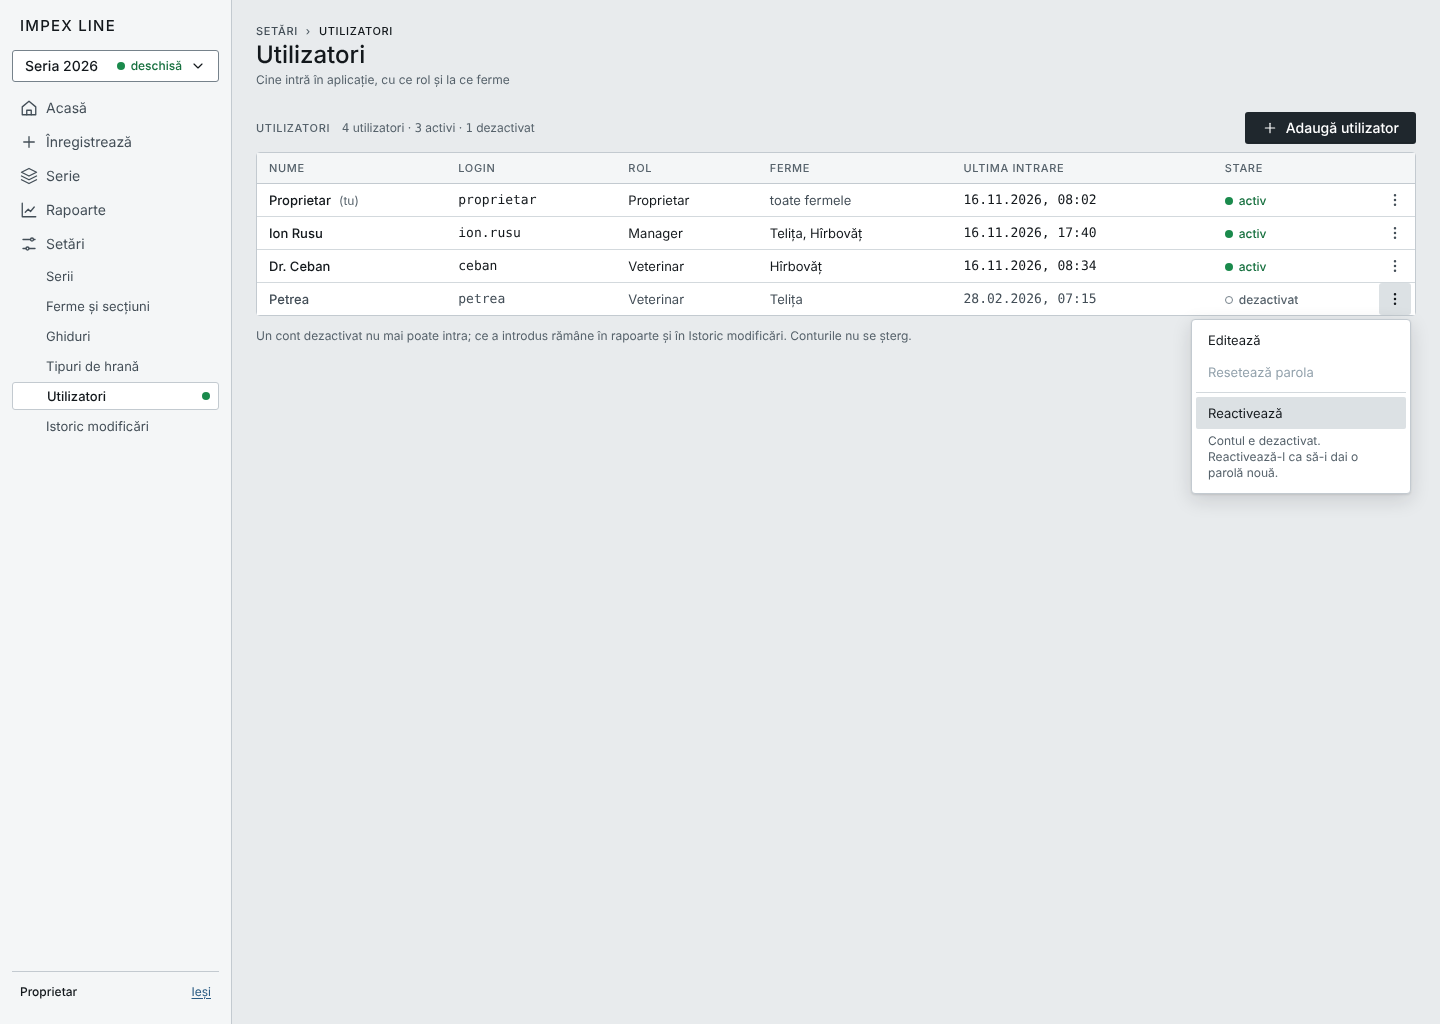 IMPEX LINE
Seria 2026 deschisă
Acasă
Înregistrează
Serie
Rapoarte
Setări
Serii
Ferme și secțiuni
Ghiduri
Tipuri de hrană
Utilizatori
Istoric modificări
Proprietar Ieși
SETĂRI › UTILIZATORI
Utilizatori
Cine intră în aplicație, cu ce rol și la ce ferme
UTILIZATORI 4 utilizatori · 3 activi · 1 dezactivat
+ Adaugă utilizator
NUME LOGIN ROL FERME ULTIMA INTRARE STARE
Proprietar (tu) proprietar Proprietar toate fermele 16.11.2026, 08:02 activ
Ion Rusu ion.rusu Manager Telița, Hîrbovăț 16.11.2026, 17:40 activ
Dr. Ceban ceban Veterinar Hîrbovăț 16.11.2026, 08:34 activ
Petrea petrea Veterinar Telița 28.02.2026, 07:15 dezactivat
Un cont dezactivat nu mai poate intra; ce a introdus rămâne în rapoarte și în Istoric modificări. Conturile nu se șterg.
Editează
Resetează parola
Reactivează
Contul e dezactivat.
Reactivează-l ca să-i dai o
parolă nouă.